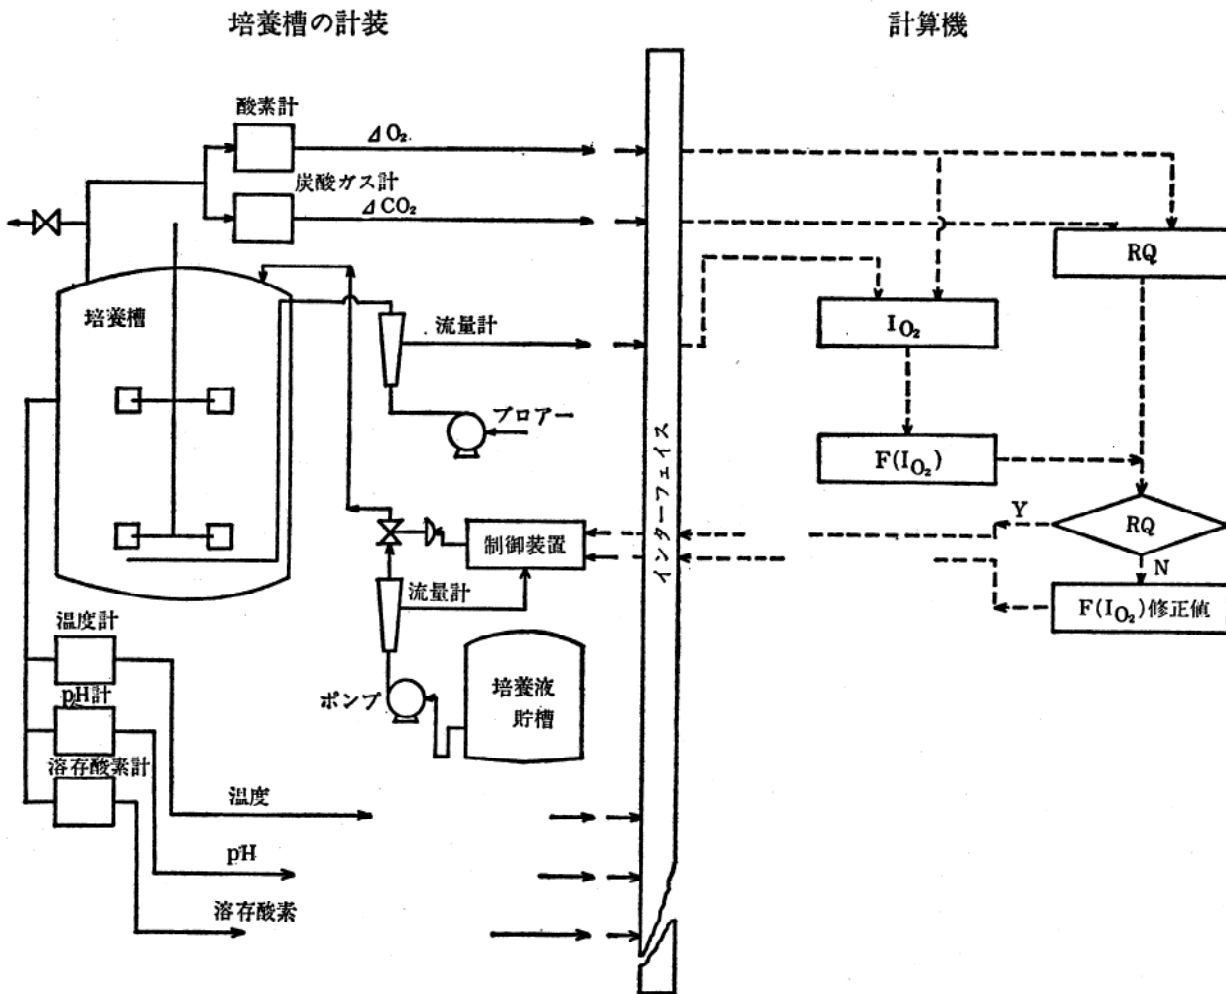 培養槽の計装
計算機
酸素計
ΔO₂
炭酸ガス計
ΔCO₂
RQ
培養槽
流量計
I_O₂
ブロアー
F(I_O₂)
インターフェイス
Y
RQ
制御装置
N
流量計
F(I_O₂)修正値
温度計
ポンプ
培養液
貯槽
pH計
溶存酸素計
温度
pH
溶存酸素